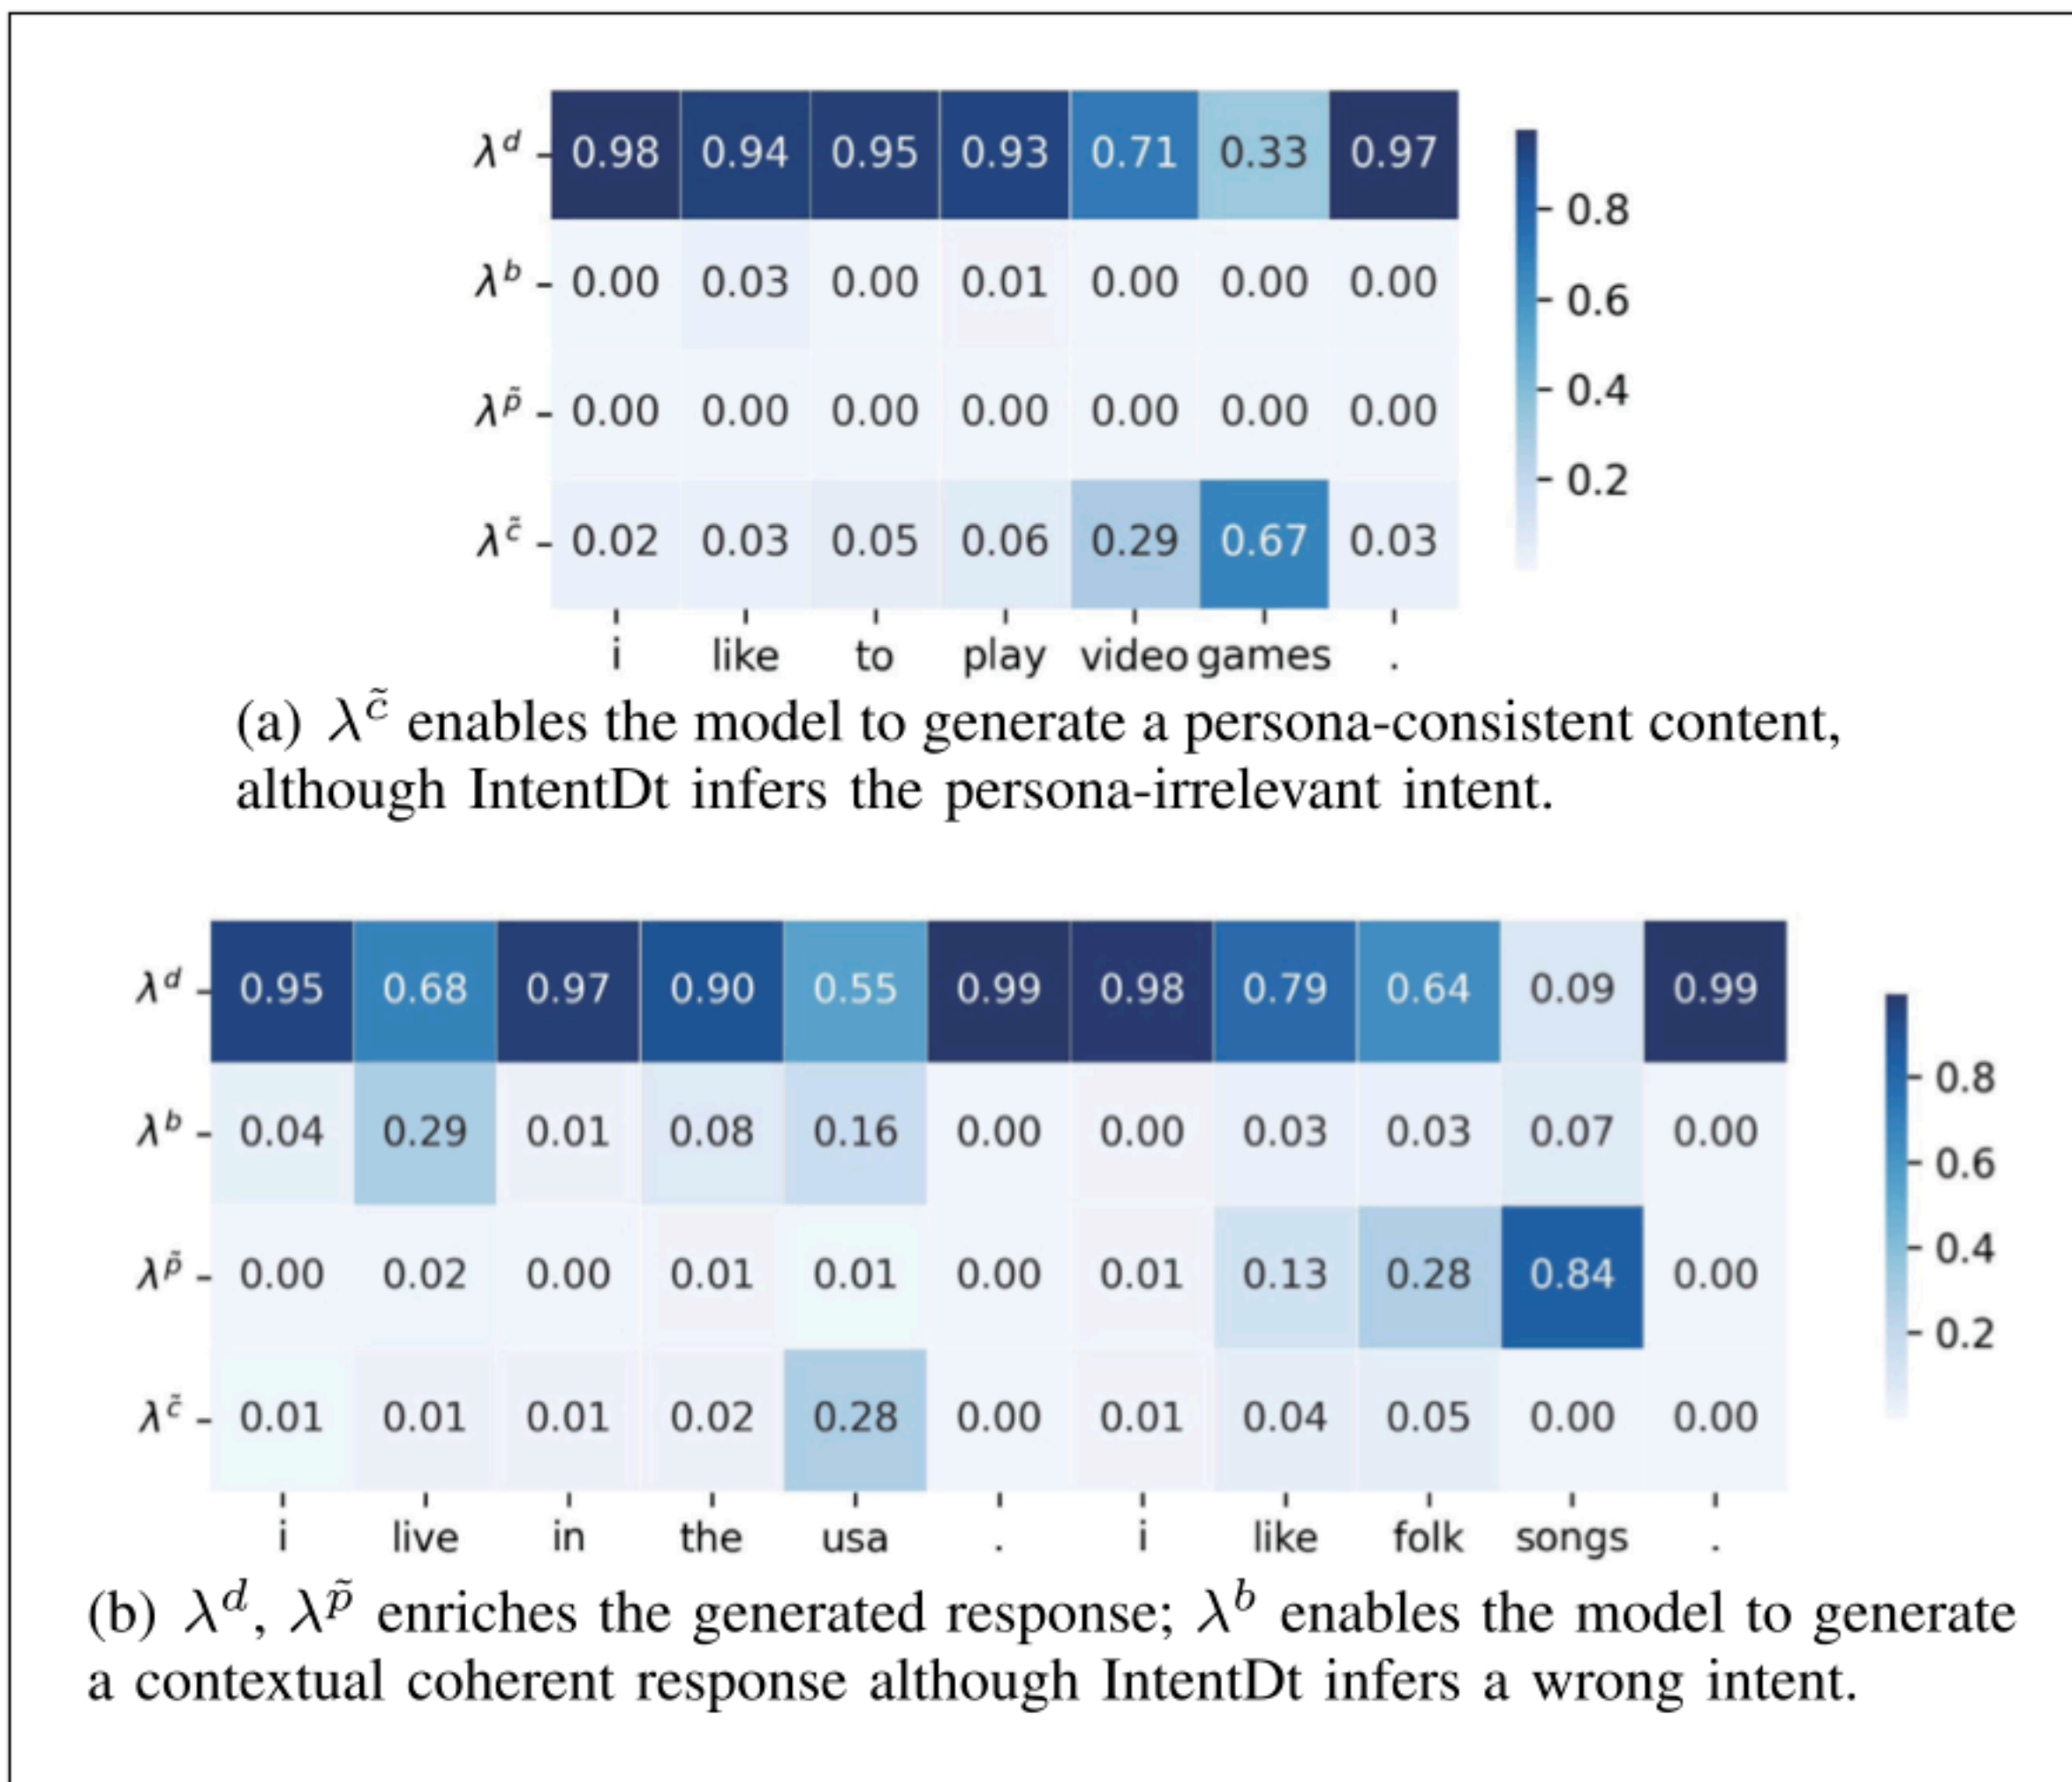 λ^d 0.98 0.94 0.95 0.93 0.71 0.33 0.97
λ^b 0.00 0.03 0.00 0.01 0.00 0.00 0.00
λ^p̃ 0.00 0.00 0.00 0.00 0.00 0.00 0.00
λ^c̃ 0.02 0.03 0.05 0.06 0.29 0.67 0.03
i like to play video games .
0.8
0.6
0.4
0.2
(a) λ^c̃ enables the model to generate a persona-consistent content,
although IntentDt infers the persona-irrelevant intent.
λ^d 0.95 0.68 0.97 0.90 0.55 0.99 0.98 0.79 0.64 0.09 0.99
λ^b 0.04 0.29 0.01 0.08 0.16 0.00 0.00 0.03 0.03 0.07 0.00
λ^p̃ 0.00 0.02 0.00 0.01 0.01 0.00 0.01 0.13 0.28 0.84 0.00
λ^c̃ 0.01 0.01 0.01 0.02 0.28 0.00 0.01 0.04 0.05 0.00 0.00
i live in the usa . i like folk songs .
0.8
0.6
0.4
0.2
(b) λ^d, λ^p̃ enriches the generated response; λ^b enables the model to generate
a contextual coherent response although IntentDt infers a wrong intent.